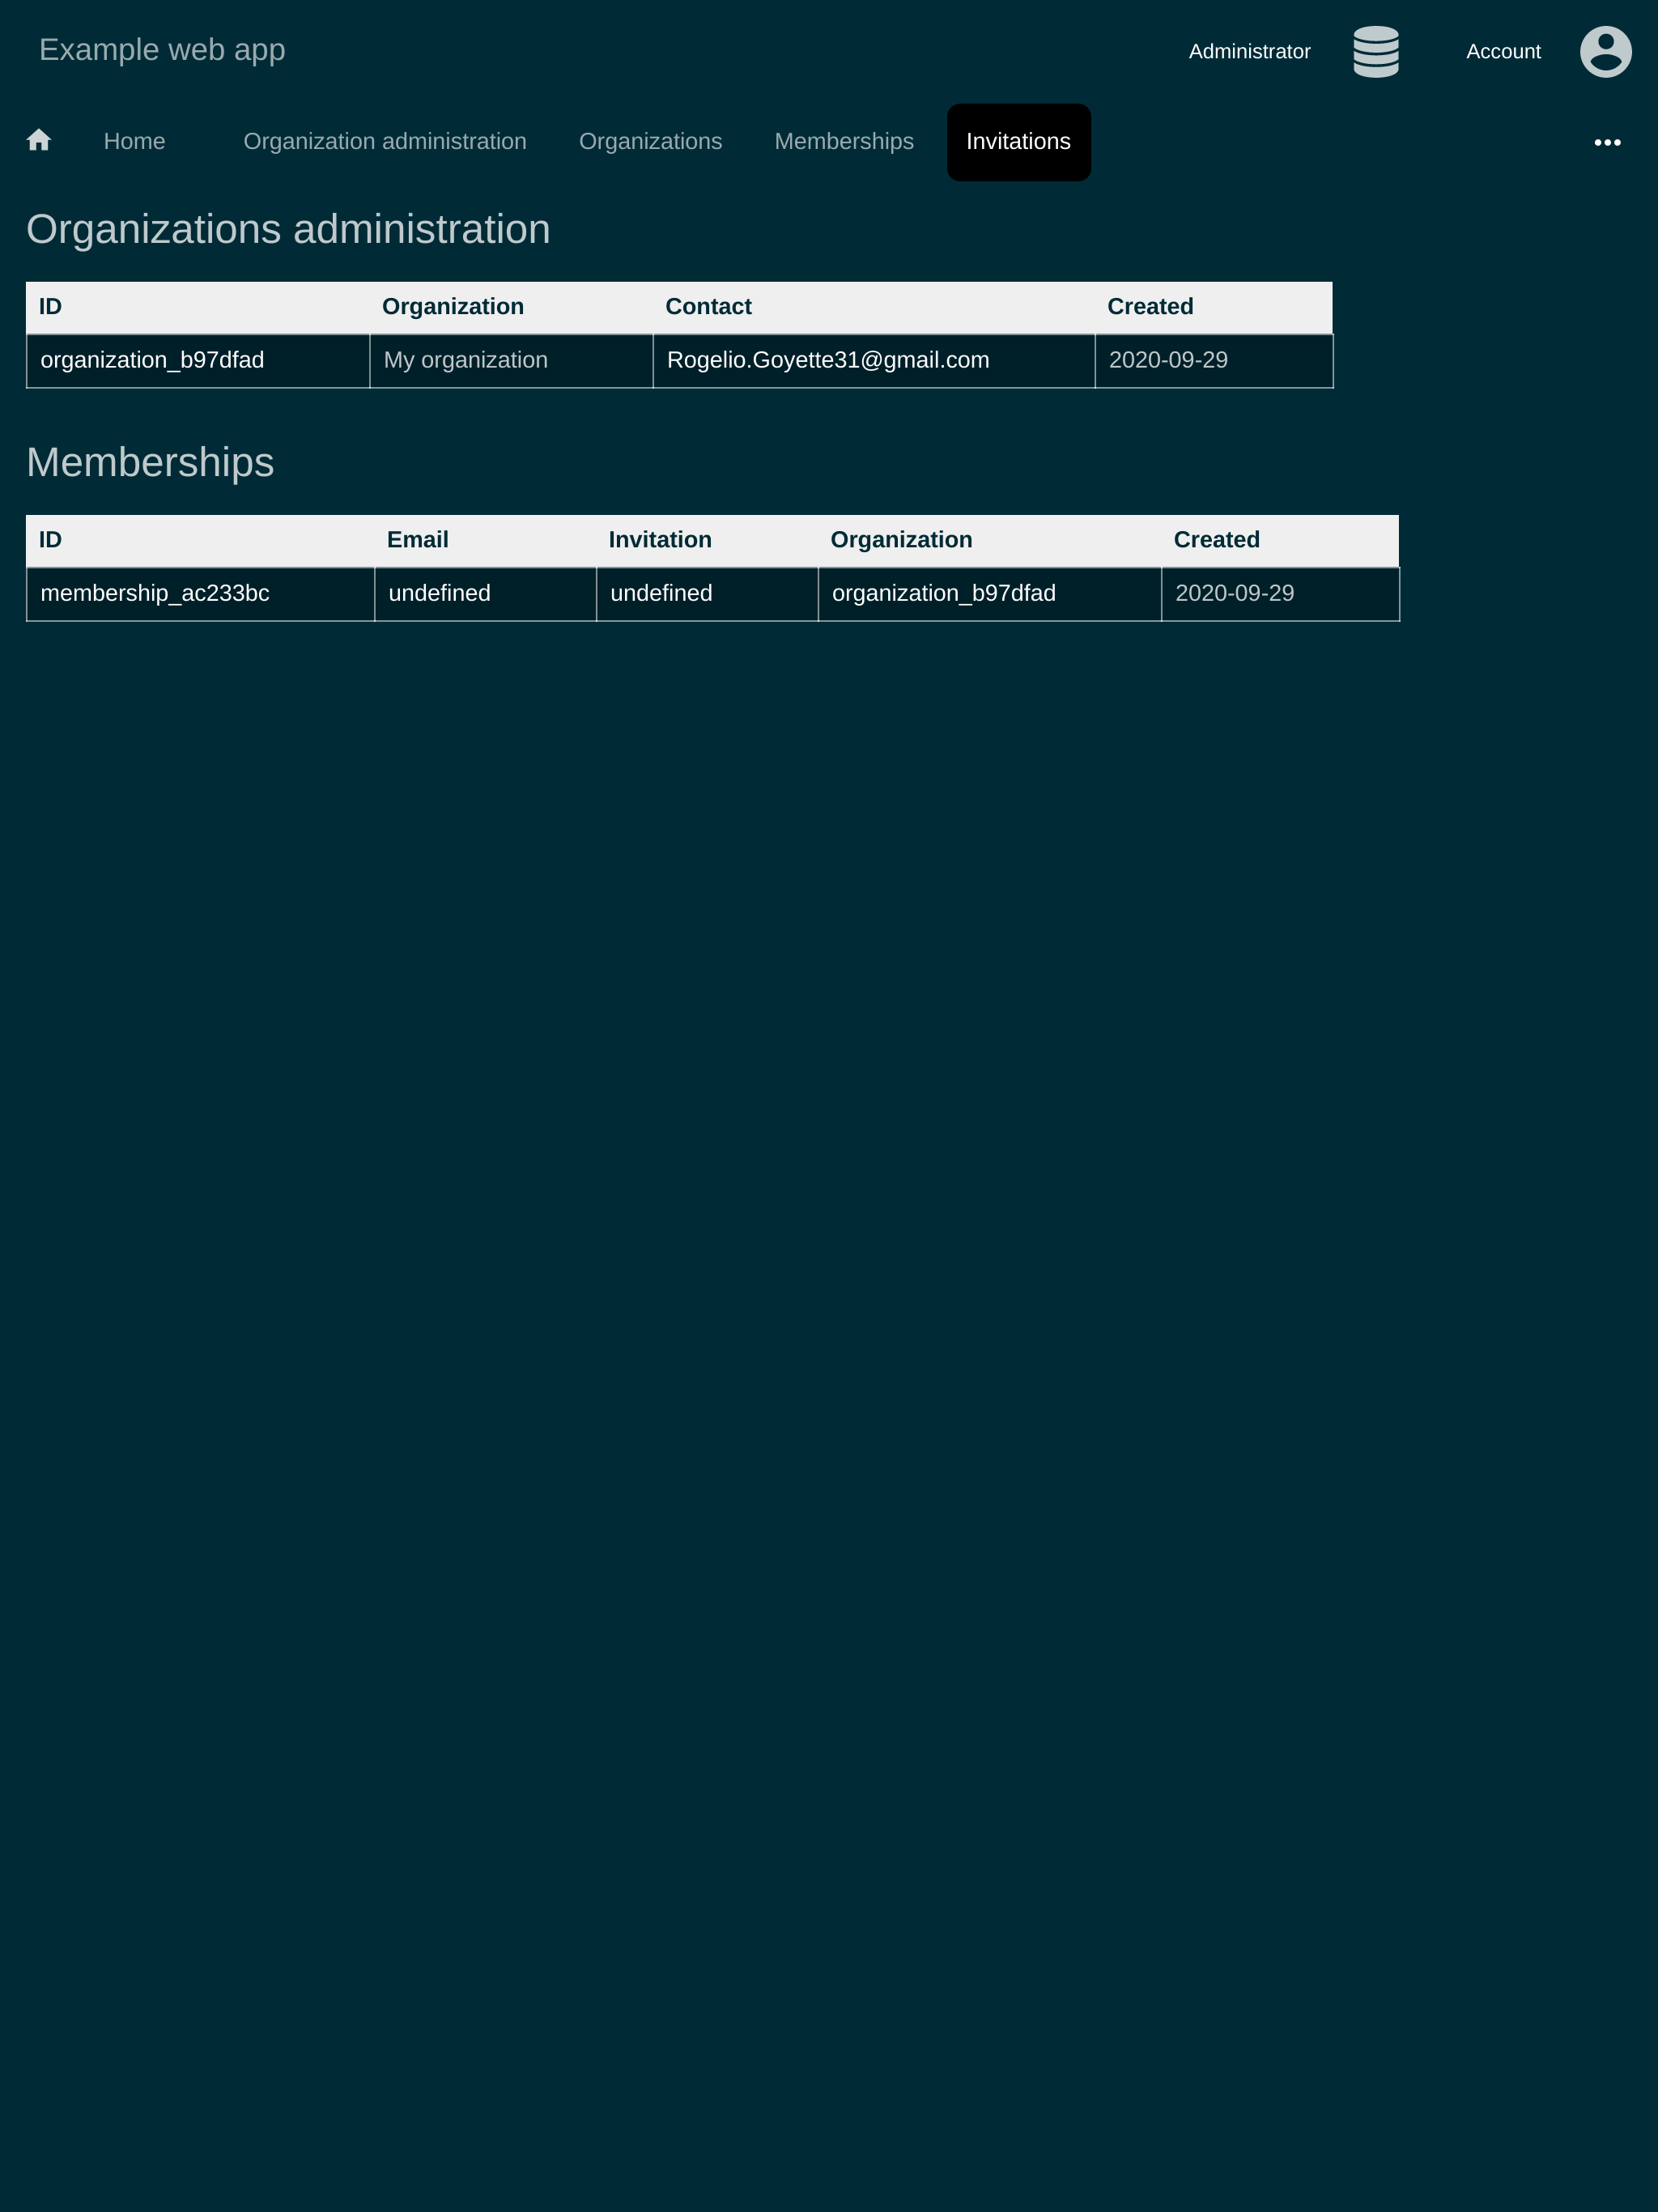 Example web app
Administrator
Account
Home
Organization administration
Organizations
Memberships
Invitations
Organizations administration
ID Organization Contact Created
organization_b97dfad My organization Rogelio.Goyette31@gmail.com 2020-09-29
Memberships
ID Email Invitation Organization Created
membership_ac233bc undefined undefined organization_b97dfad 2020-09-29